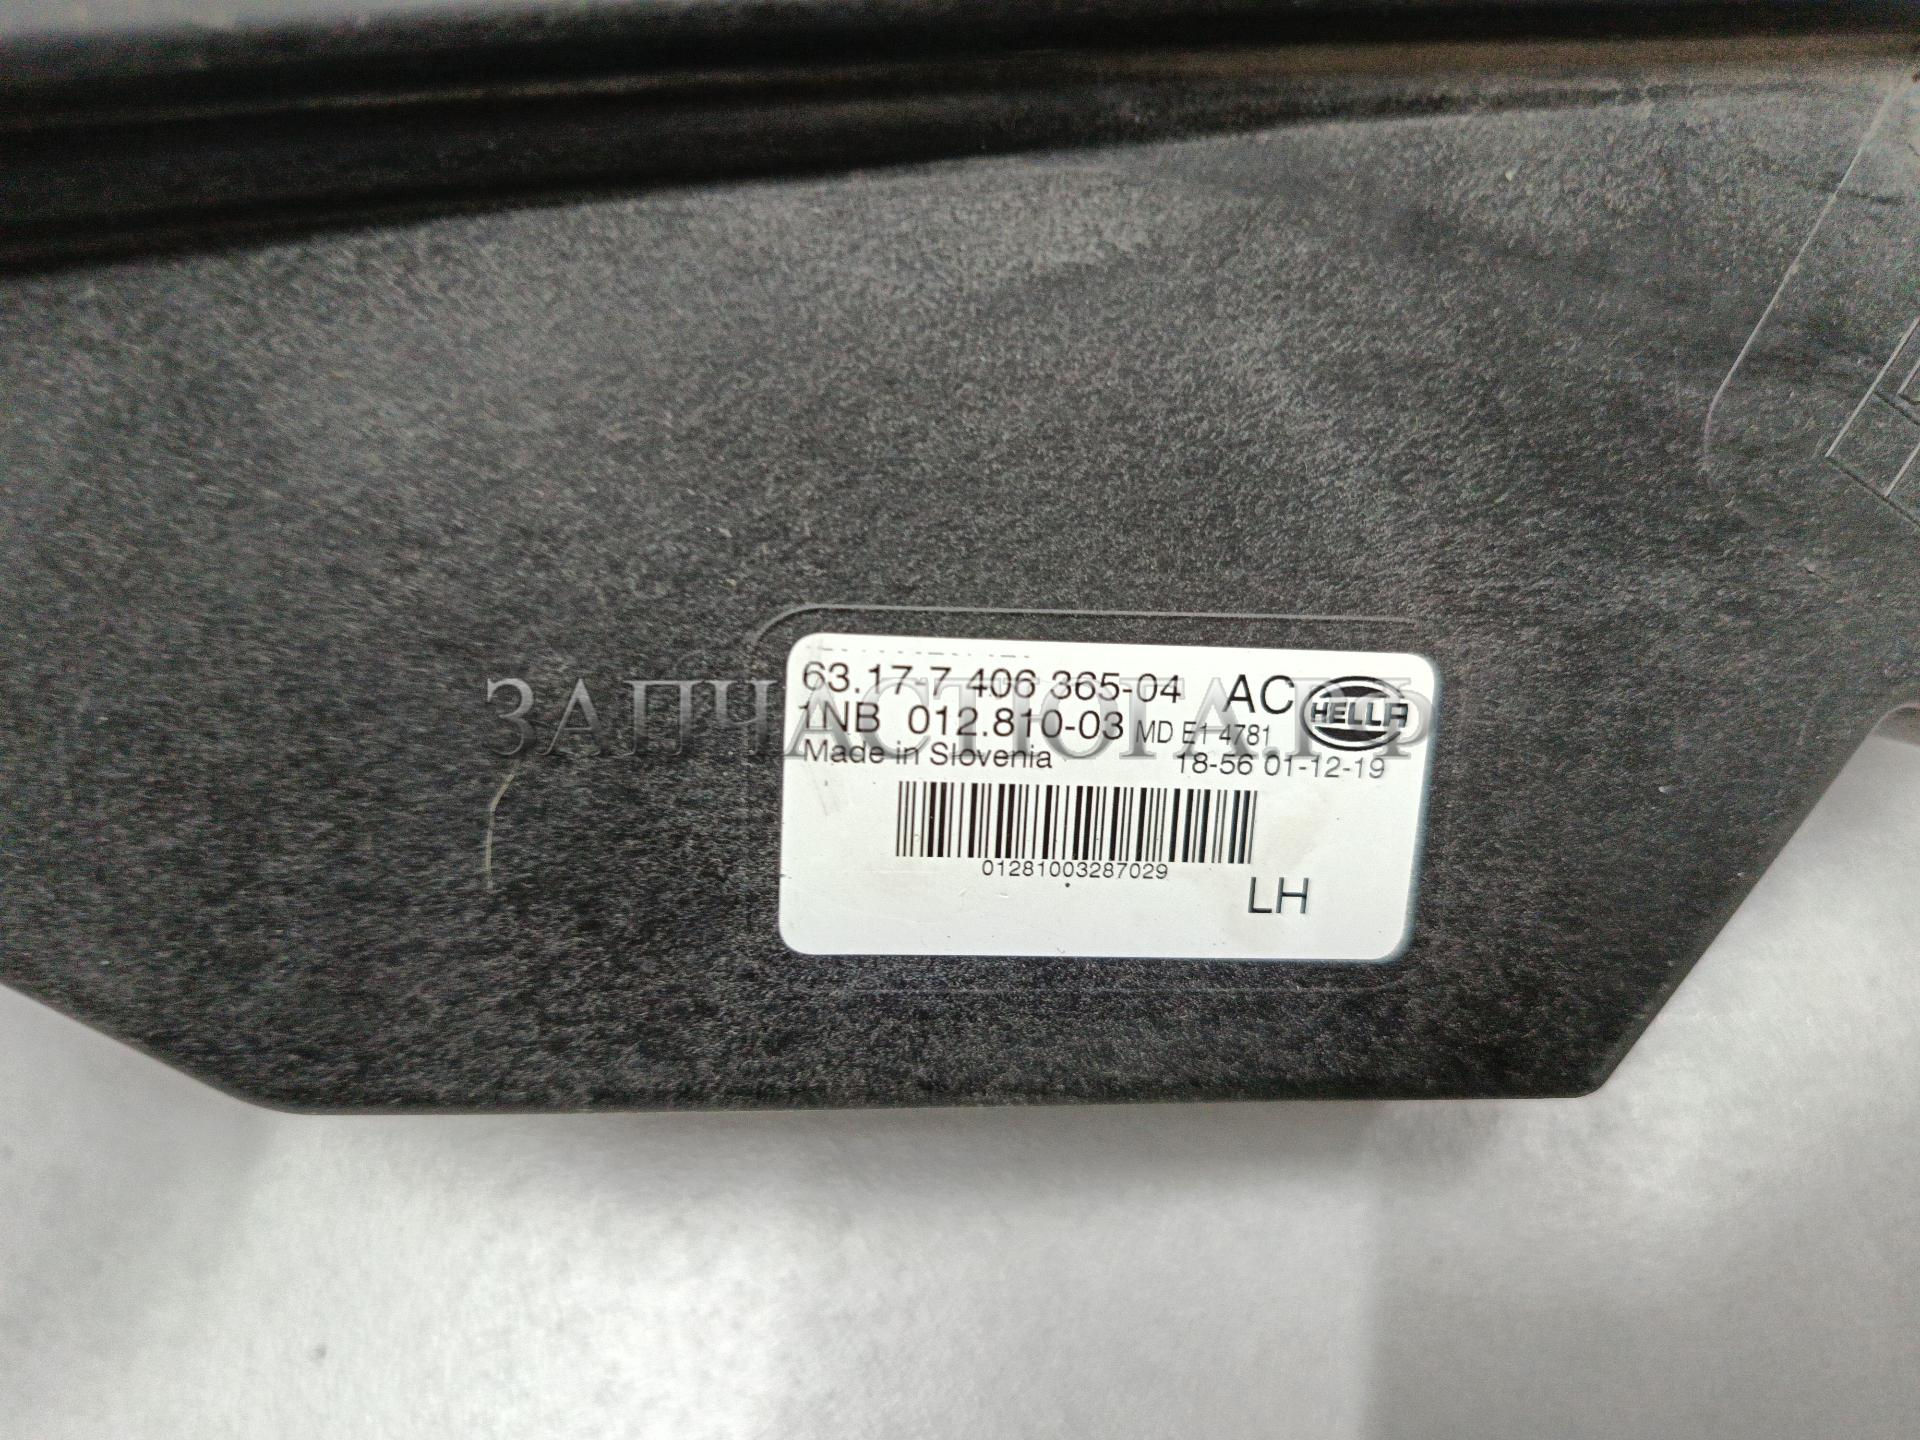 63.17-7 406 365-04 AC HELLA
1NB 012.810-03 MD E1 4781
Made in Slovenia 18-56 01-12-19
01281003287029
LH
ЗАПЧАСТЮГА.РФ